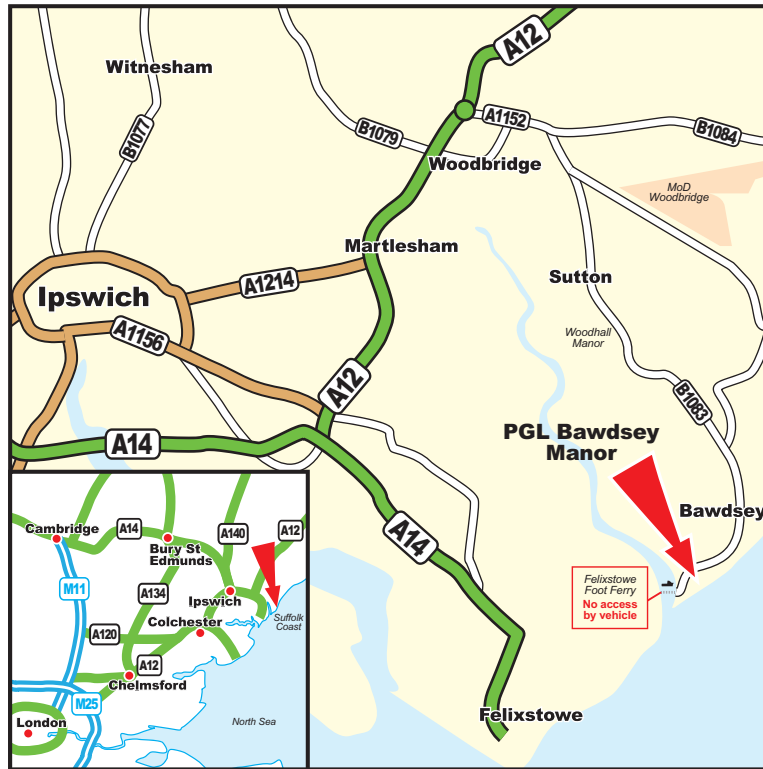 A12
Witnesham
A1152
B1077
B1079
B1084
Woodbridge
MoD
Woodbridge
Martlesham
Sutton
A1214
Ipswich
A1156
Woodhall
Manor
A12
B1083
A14
PGL Bawdsey
Manor
Bawdsey
A14
Felixstowe
Foot Ferry
No access
by vehicle
Felixstowe
Cambridge
A14
A140
A12
Bury St
Edmunds
M11
A134
Ipswich
Suffolk
Coast
Colchester
A120
A12
Chelmsford
M25
London
North Sea